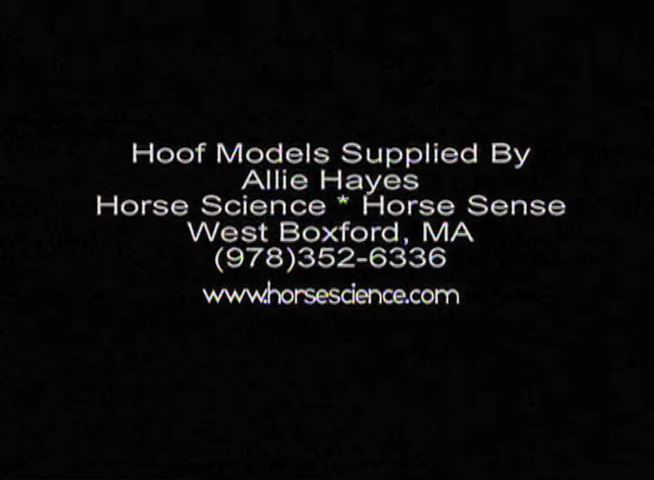 Hoof Models Supplied By
Allie Hayes
Horse Science * Horse Sense
West Boxford, MA
(978)352-6336
www.horsescience.com